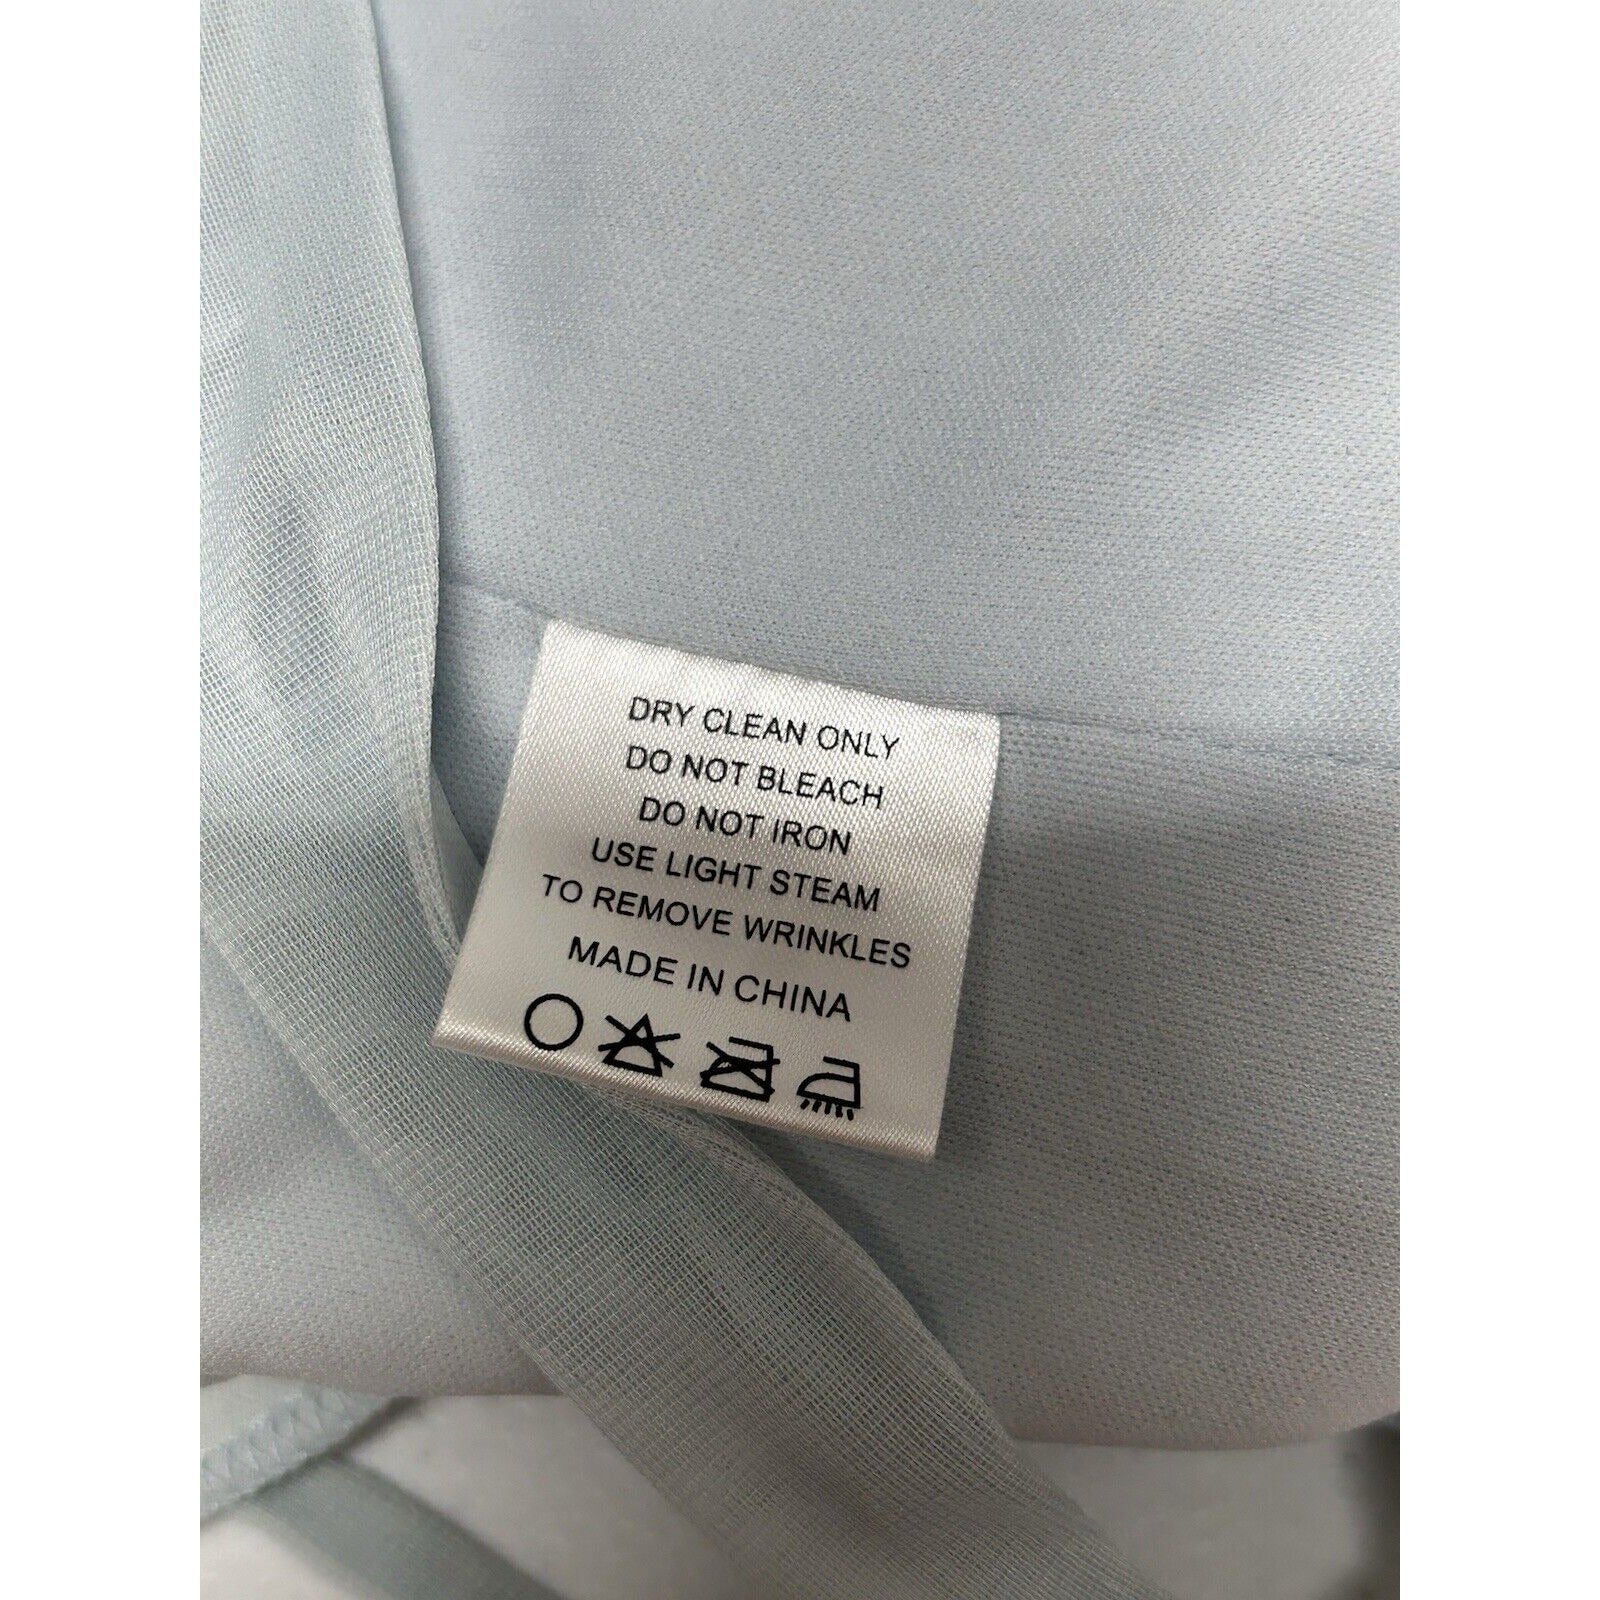 DRY CLEAN ONLY
DO NOT BLEACH
DO NOT IRON
USE LIGHT STEAM
TO REMOVE WRINKLES
MADE IN CHINA